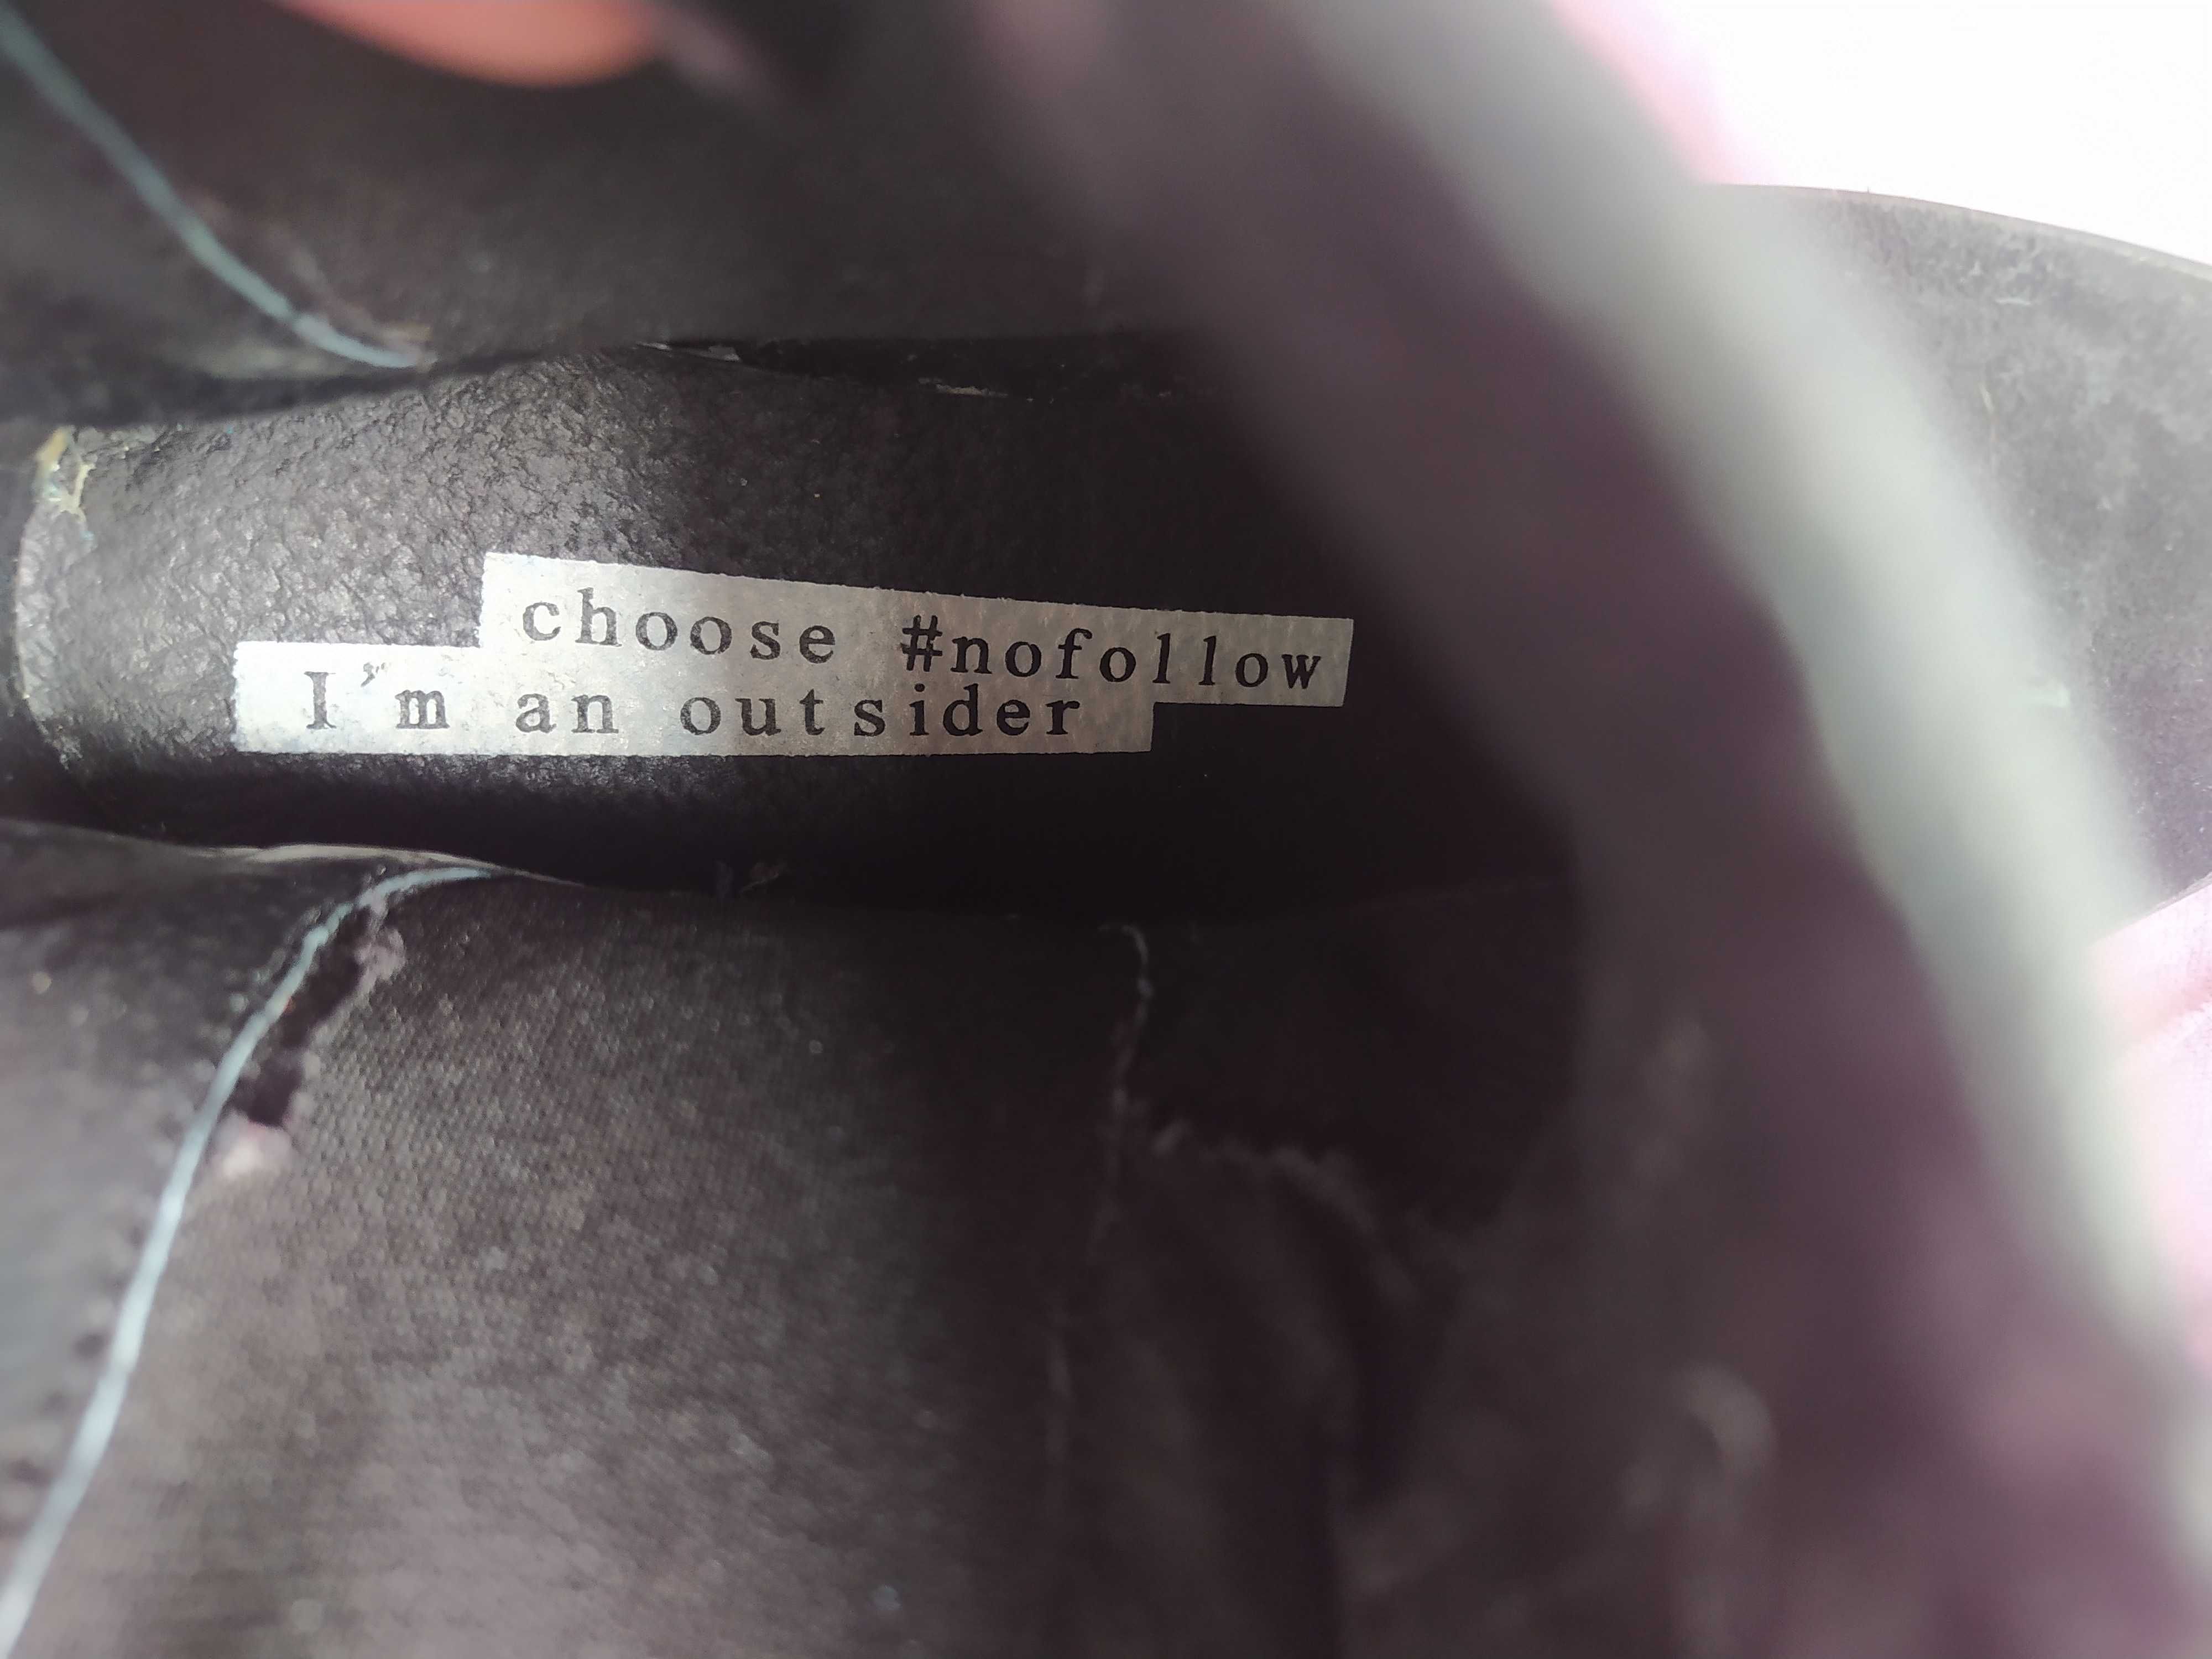 choose #nofollow
I'm an outsider